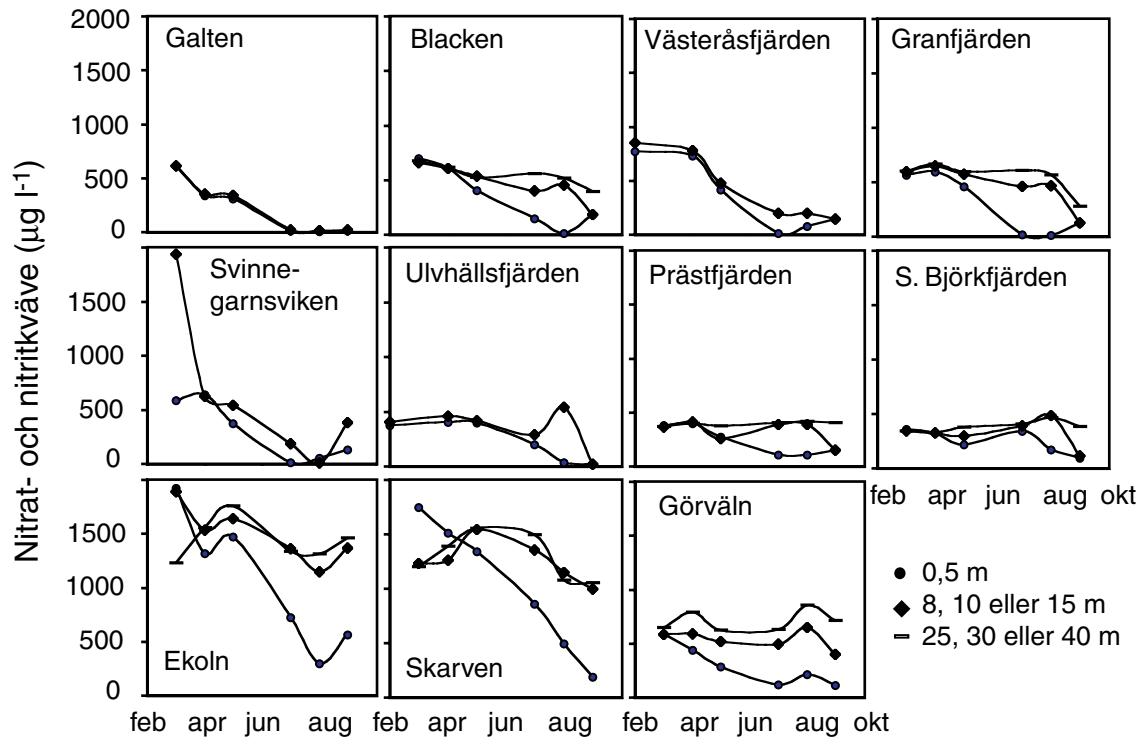 2000
1500
1000
500
0
Nitrat- och nitritkväve (µg l-1)
Galten
Blacken
Västeråsfjärden
Granfjärden
1500
1000
500
0
Svinne-
garnsviken
Ulvhällsfjärden
Prästfjärden
S. Björkfjärden
feb apr jun aug okt
1500
1000
500
0
Ekoln
Skarven
Görväln
0,5 m
8, 10 eller 15 m
25, 30 eller 40 m
feb apr jun aug feb apr jun aug feb apr jun aug okt